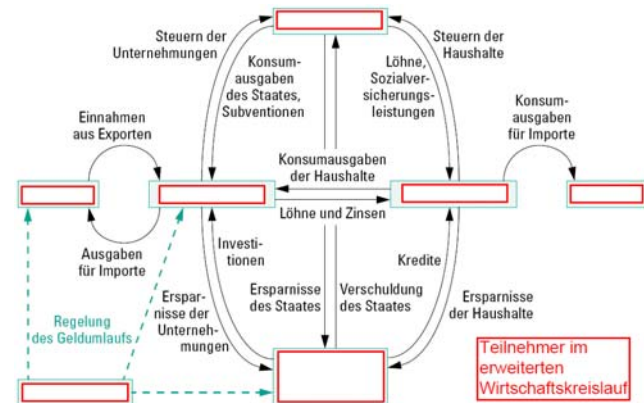 Steuern der
Unternehmungen
Konsum-
ausgaben
des Staates,
Subventionen
Löhne,
Sozialver-
sicherungs-
leistungen
Steuern der
Haushalte
Einnahmen
aus Exporten
Konsum-
ausgaben
für Importe
Konsumausgaben
der Haushalte
Löhne und Zinsen
Ausgaben
für Importe
Investi-
tionen
Kredite
Erspar-
nisse der
Unterneh-
mungen
Ersparnisse
des Staates
Verschuldung
des Staates
Ersparnisse
der Haushalte
Regelung
des Geldumlaufs
Teilnehmer im
erweiterten
Wirtschaftskreislauf